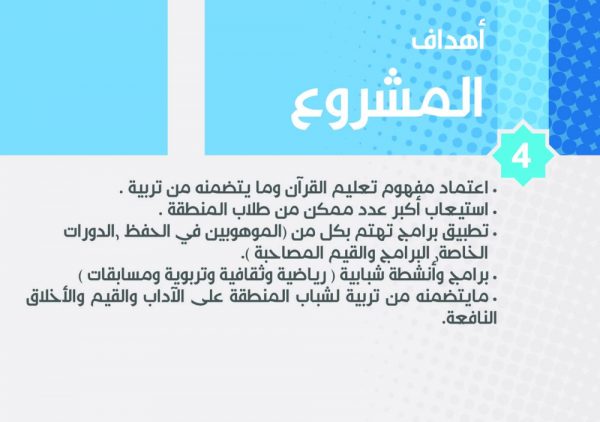 أهداف
المشروع
4
• اعتماد مفهوم تعليم القرآن وما يتضمنه من تربية .
• استيعاب أكبر عدد ممكن من طلاب المنطقة .
• تطبيق برامج تهتم بكل من (الموهوبين في الحفظ ,الدورات
الخاصة, البرامج والقيم المصاحبة ).
• برامج وأنشطة شبابية ( رياضية وثقافية وتربوية ومسابقات )
• مايتضمنه من تربية لشباب المنطقة على الآداب والقيم والأخلاق
النافعة.